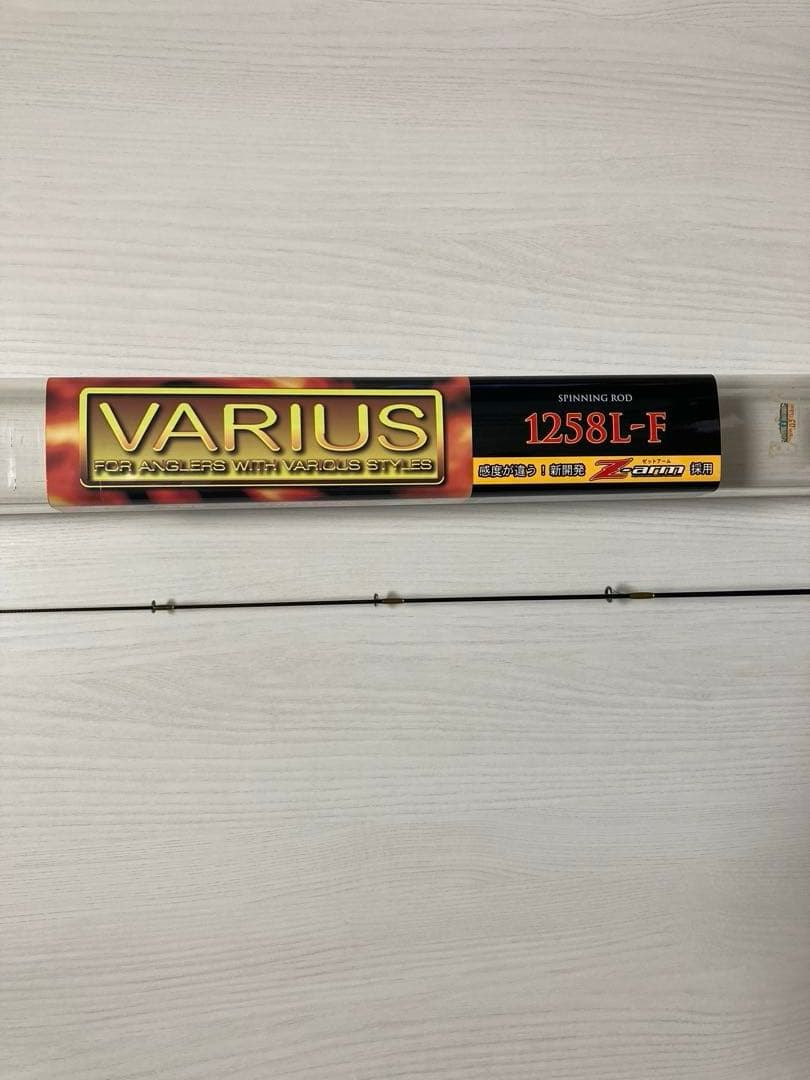 VARIUS
FOR ANGLERS WITH VARIOUS STYLES
SPINNING ROD
1258L-F
ゼットアーム
感度が違う!新開発 Z-arm 採用